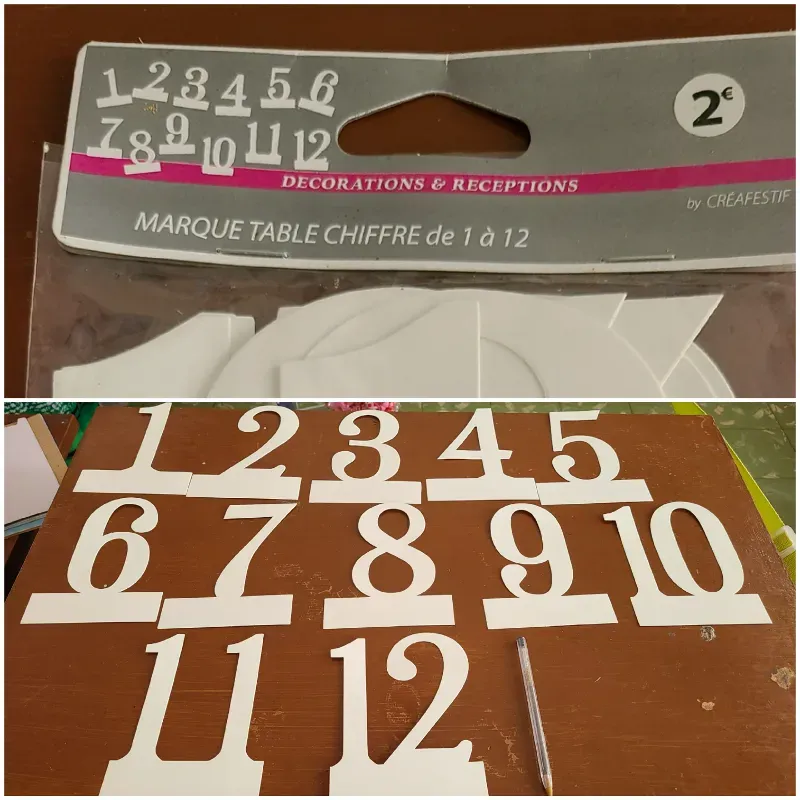 1 2 3 4 5 6
7 8 9 10 11 12
2€
DECORATIONS & RECEPTIONS
by CRÉAFESTIF
MARQUE TABLE CHIFFRE de 1 à 12
1 2 3 4 5
6 7 8 9 10
11 12